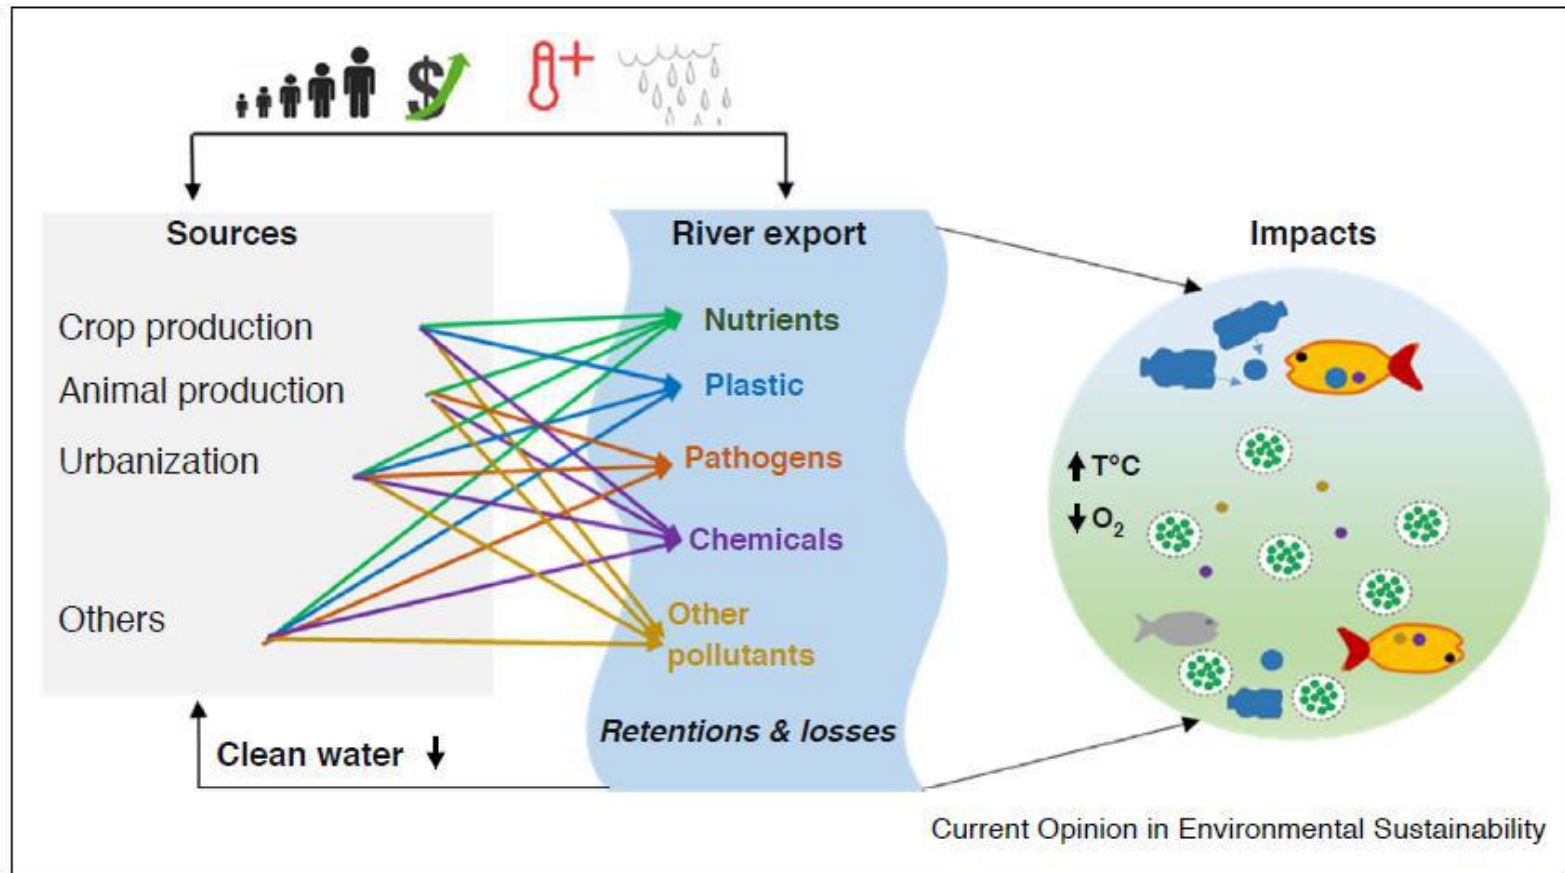 $
Sources
River export
Impacts
Crop production
Animal production
Urbanization
Others
Nutrients
Plastic
Pathogens
Chemicals
Other
pollutants
Retentions & losses
Clean water
T°C
O₂
Current Opinion in Environmental Sustainability